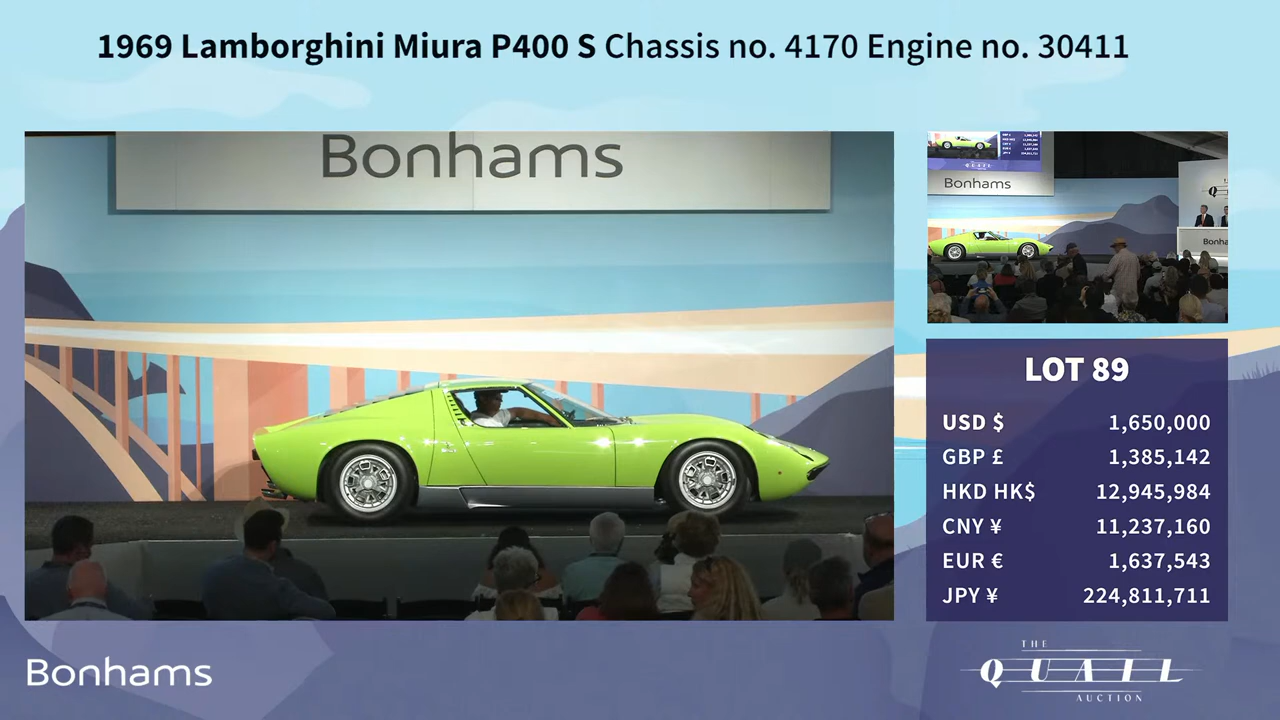 1969 Lamborghini Miura P400 S Chassis no. 4170 Engine no. 30411
Bonhams
Bonhams
LOT 89
USD $ 1,650,000
GBP £ 1,385,142
HKD HK$ 12,945,984
CNY ¥ 11,237,160
EUR € 1,637,543
JPY ¥ 224,811,711
Bonhams
THE
QUAIL
AUCTION